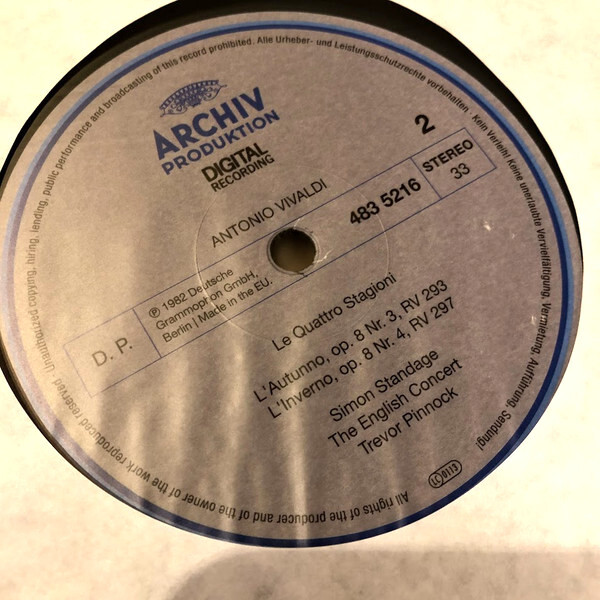 Unauthorized copying, hiring, lending, public performance and broadcasting of this record prohibited. Alle Urheber- und Leistungsschutzrechte vorbehalten. Kein Verleih! Keine unerlaubte Vervielfältigung, Vermietung, Aufführung, Sendung!
ARCHIV
PRODUKTION
DIGITAL
RECORDING
2
ANTONIO VIVALDI
483 5216
STEREO
33
D. P.
℗ 1982 Deutsche
Grammophon GmbH,
Berlin | Made in the EU.
Le Quattro Stagioni
L'Autunno, op. 8 Nr. 3, RV 293
L'Inverno, op. 8 Nr. 4, RV 297
Simon Standage
The English Concert
Trevor Pinnock
LC 0113
All rights of the producer and of the owner of the work reproduced reserved.